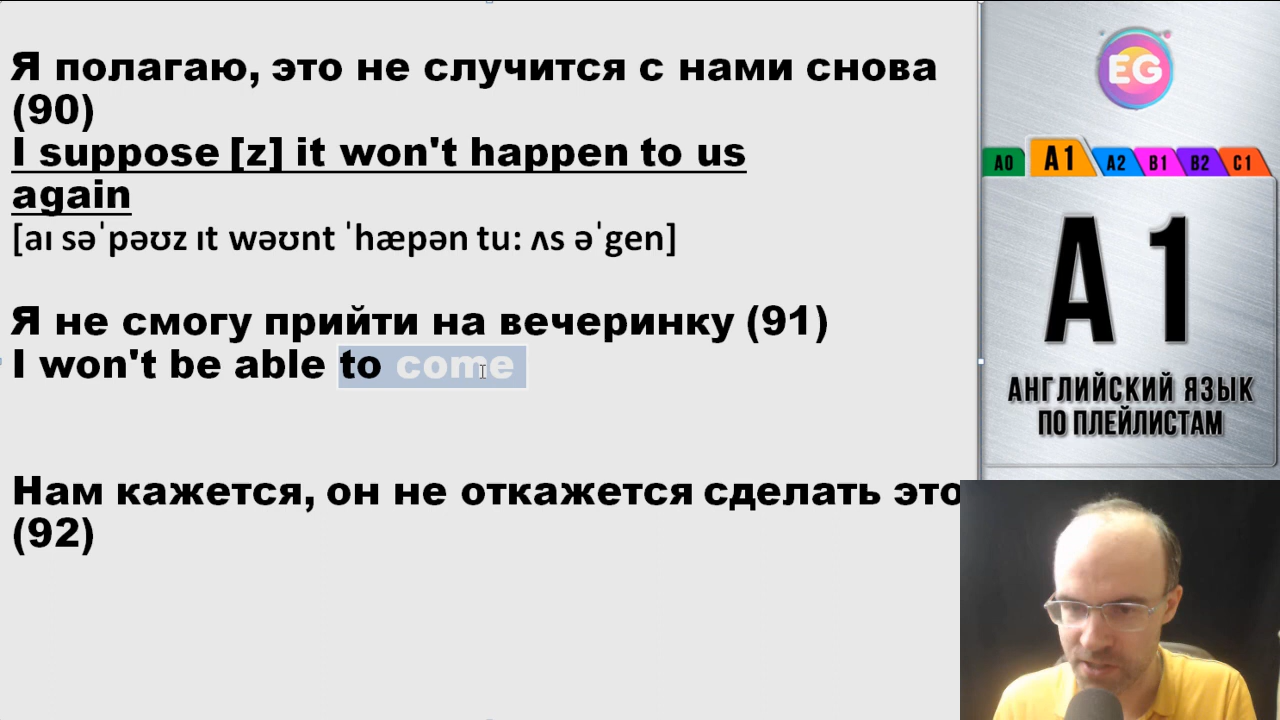 Я полагаю, это не случится с нами снова
(90)
I suppose [z] it won't happen to us
again
[aɪ səˈpəʊz ɪt wəʊnt ˈhæpən tuː ʌs əˈgen]
Я не смогу прийти на вечеринку (91)
I won't be able to come
Нам кажется, он не откажется сделать это
(92)
EG
A0 A1 A2 B1 B2 C1
A 1
АНГЛИЙСКИЙ ЯЗЫК
ПО ПЛЕЙЛИСТАМ